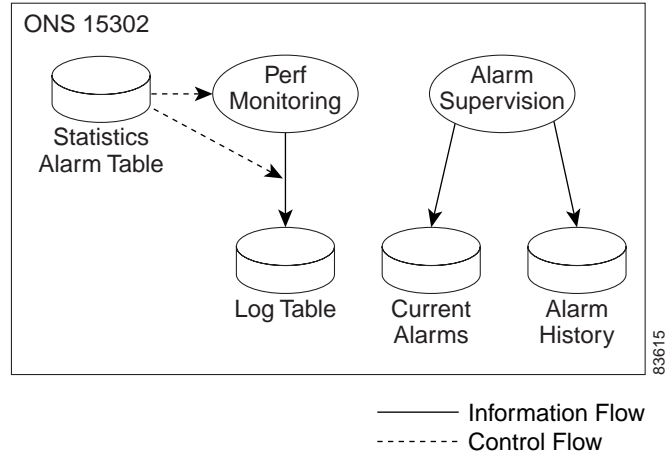 ONS 15302
Perf
Monitoring
Alarm
Supervision
Statistics
Alarm Table
Log Table
Current
Alarms
Alarm
History
83615
Information Flow
Control Flow